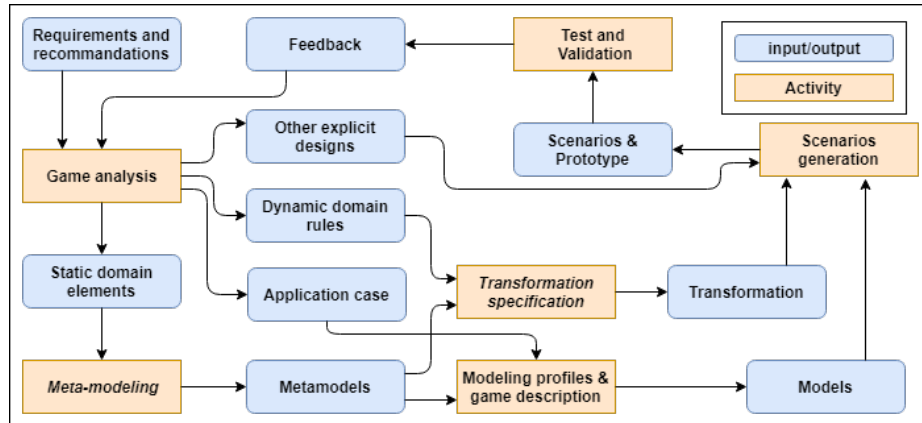 Requirements and
recommandations
Feedback
Test and
Validation
input/output
Activity
Other explicit
designs
Scenarios &
Prototype
Scenarios
generation
Game analysis
Dynamic domain
rules
Static domain
elements
Application case
Transformation
specification
Transformation
Meta-modeling
Metamodels
Modeling profiles &
game description
Models